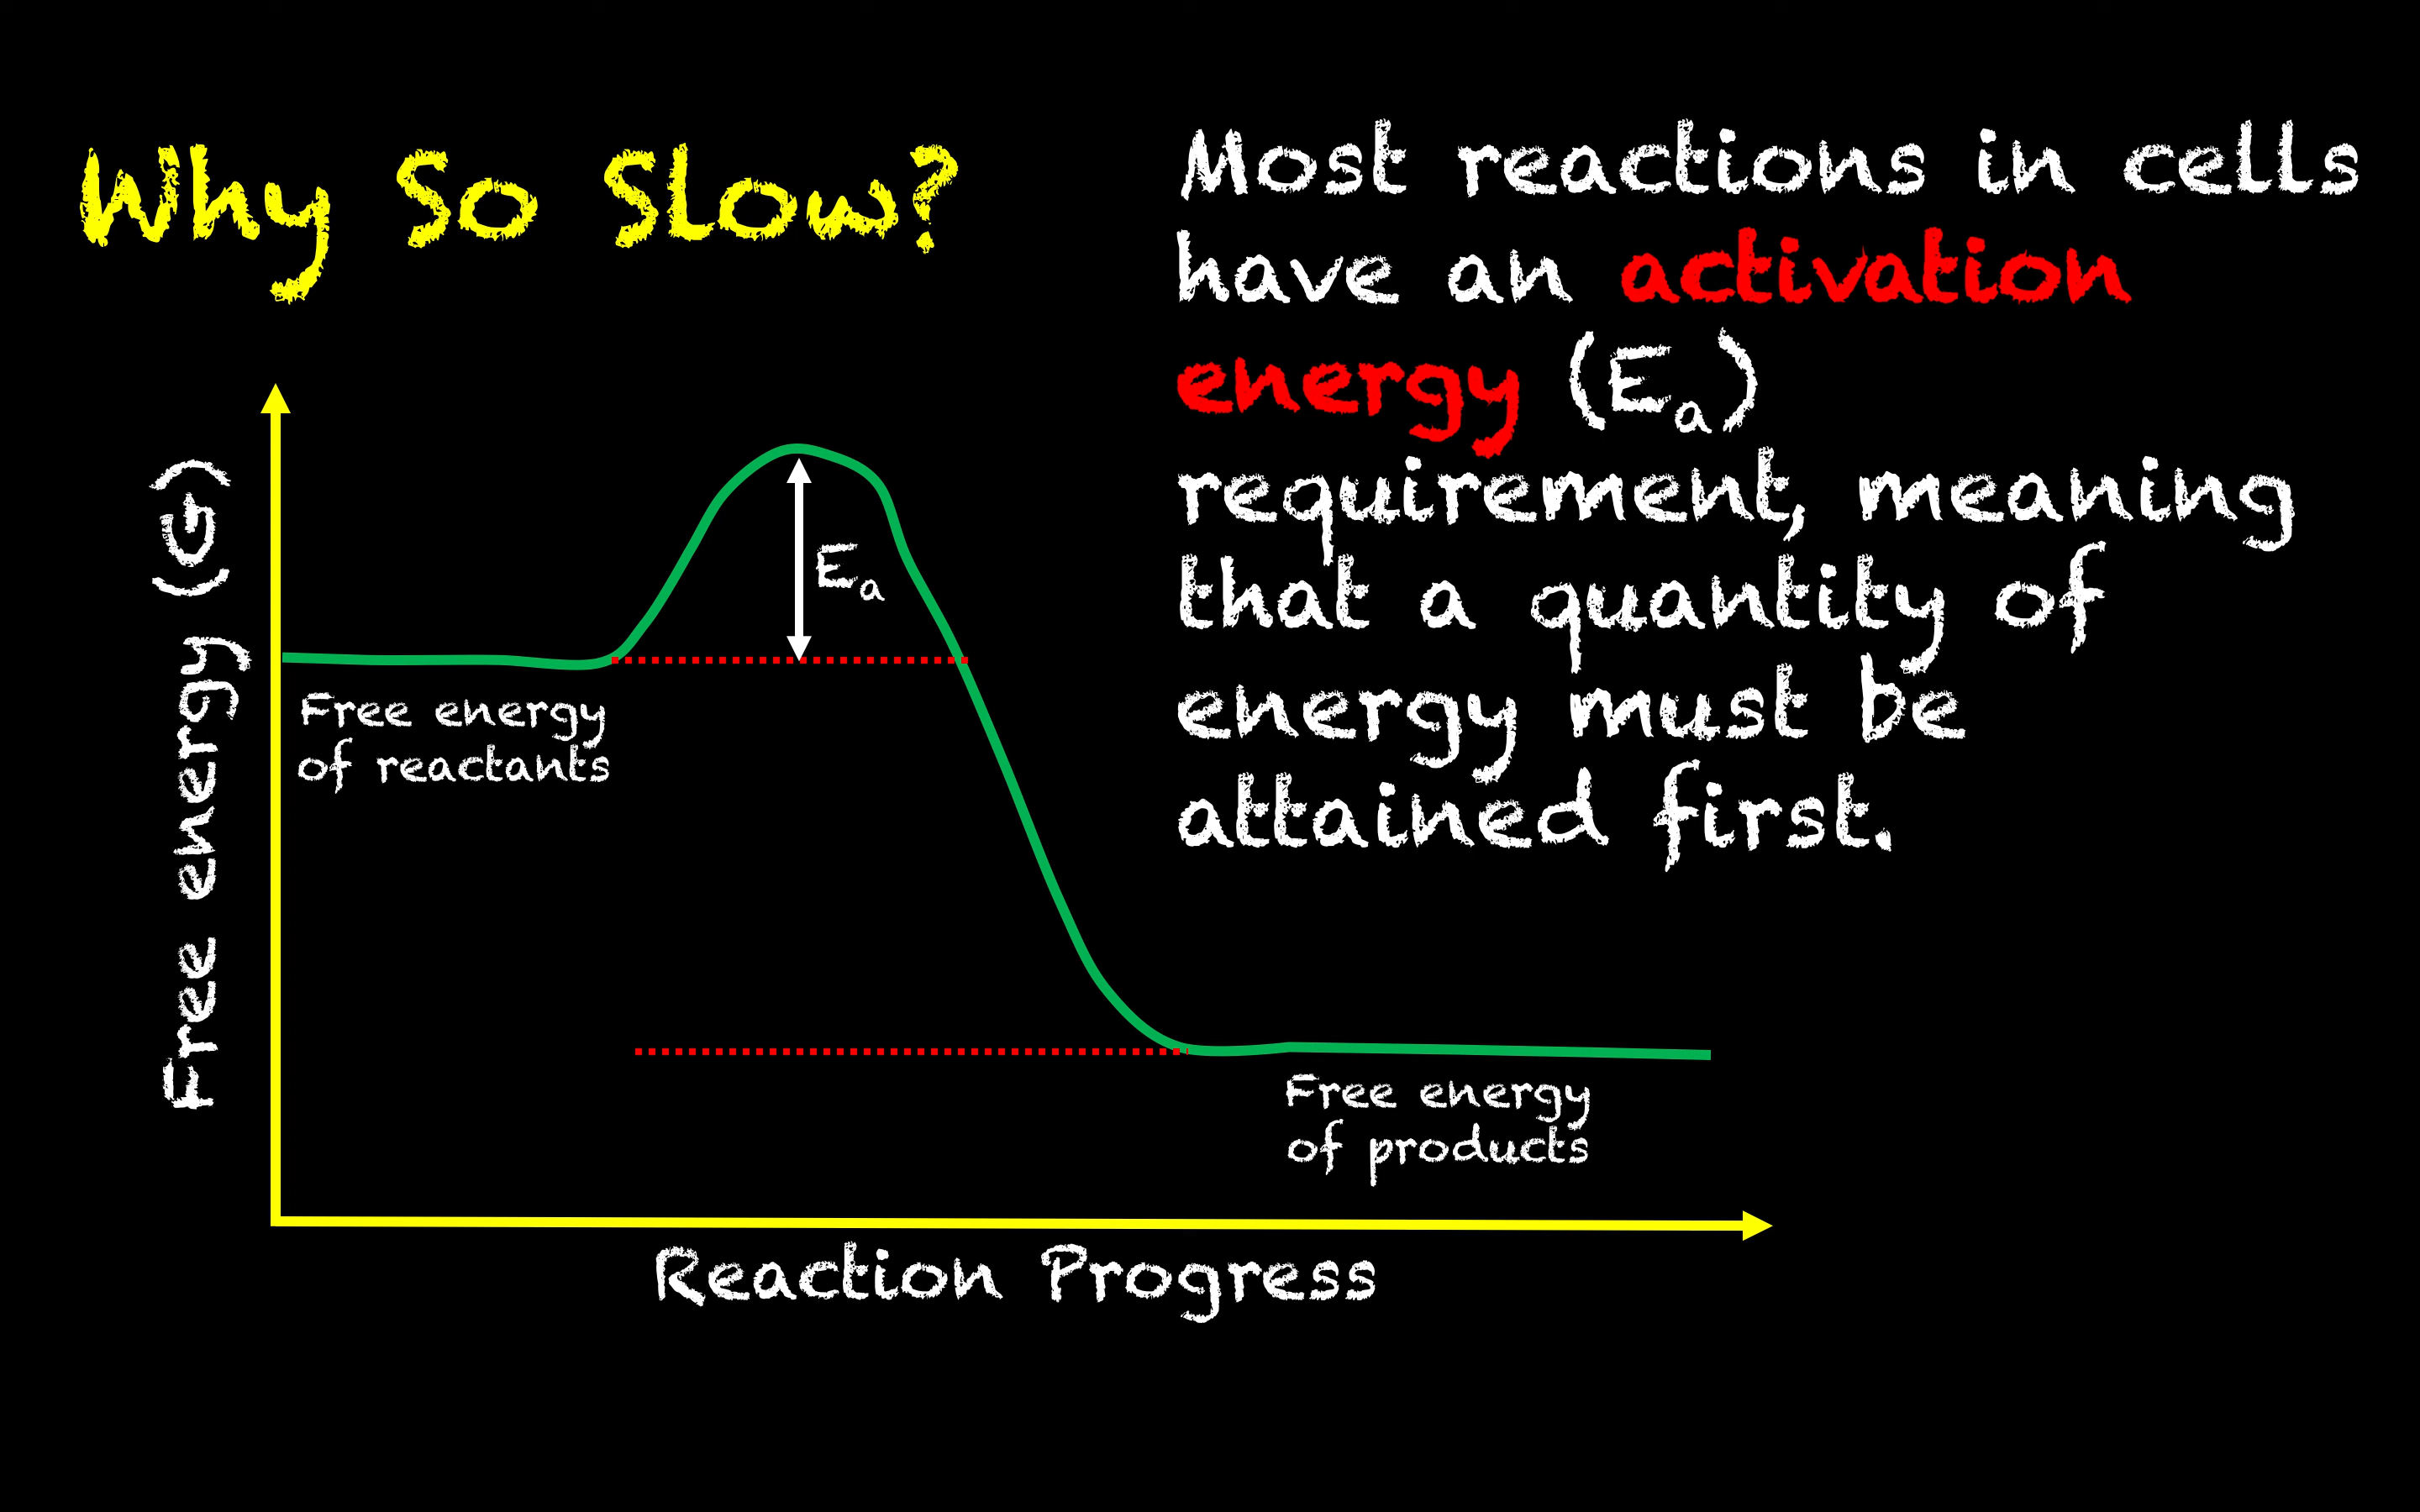 Why So Slow?
Most reactions in cells
have an activation
energy (Eₐ)
requirement, meaning
that a quantity of
energy must be
attained first.
Free energy (G)
Eₐ
Free energy
of reactants
Free energy
of products
Reaction Progress